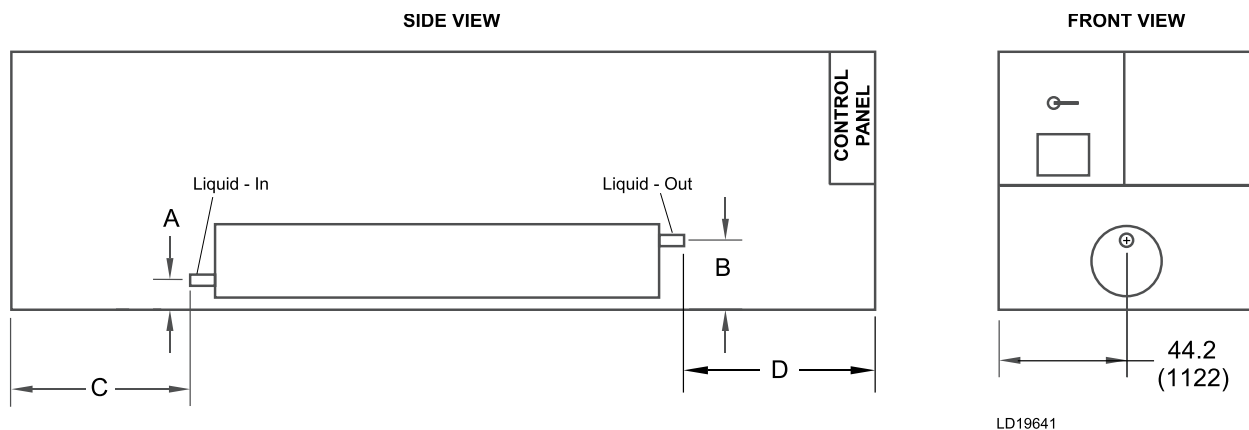 SIDE VIEW
FRONT VIEW
CONTROL
PANEL
Liquid - In
Liquid - Out
A
B
C
D
44.2
(1122)
LD19641